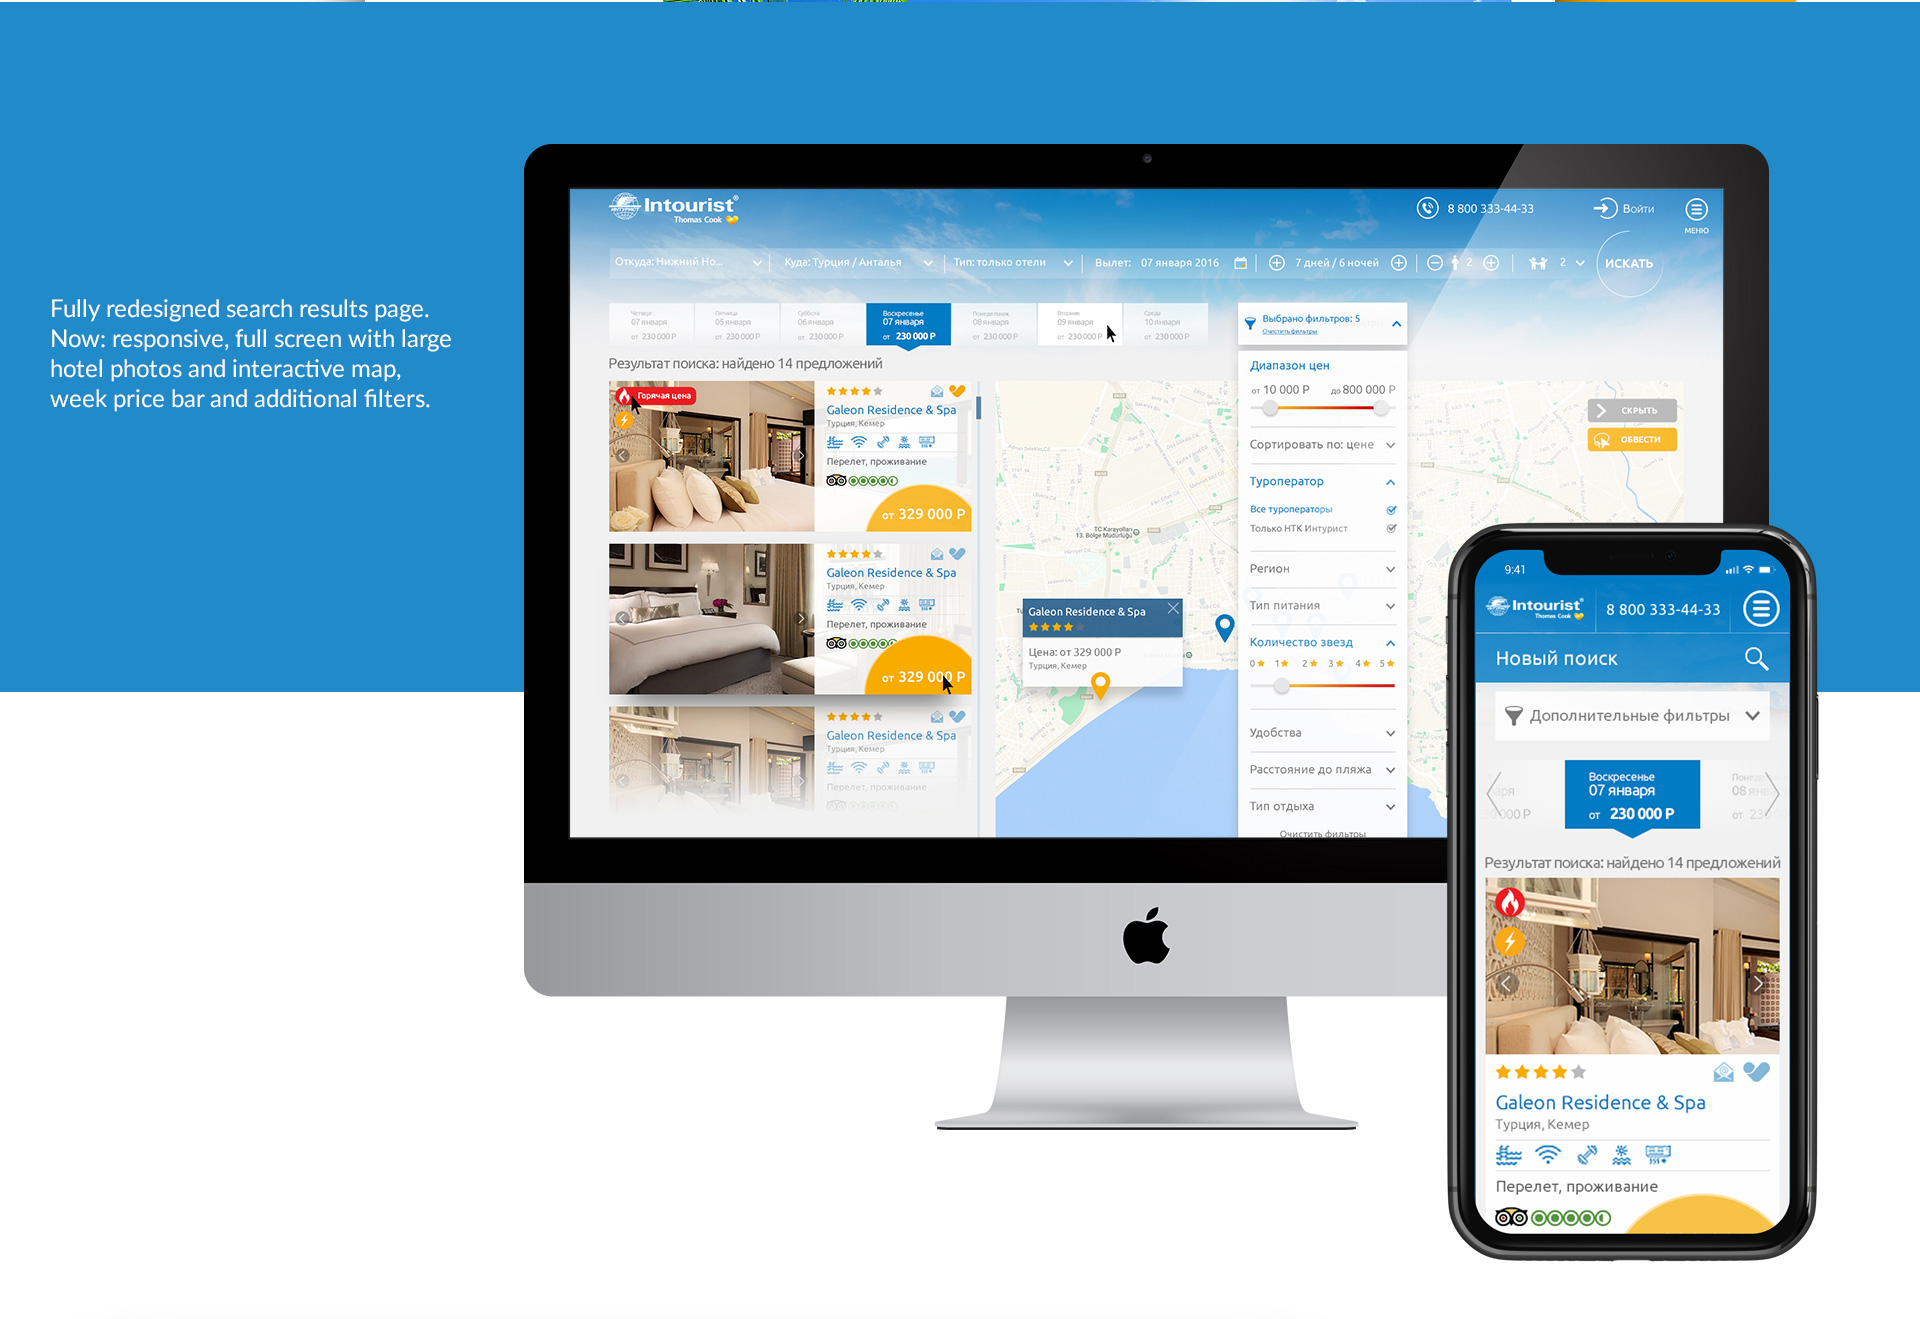 Fully redesigned search results page.
Now: responsive, full screen with large
hotel photos and interactive map,
week price bar and additional filters.
Intourist®
Thomas Cook
ИНТУРИСТ
8 800 333-44-33
Войти
МЕНЮ
Откуда: Нижний Но...
Куда: Турция / Анталья
Тип: только отели
Вылет: 07 января 2016
7 дней / 6 ночей
2
2
ИСКАТЬ
Четверг
07 января
от 230 000 Р
Пятница
05 января
от 230 000 Р
Суббота
06 января
от 230 000 Р
Воскресенье
07 января
от 230 000 Р
Понедельник
08 января
от 230 000 Р
Вторник
09 января
от 230 000 Р
Среда
10 января
от 230 000 Р
Выбрано фильтров: 5
Очистить фильтры
Результат поиска: найдено 14 предложений
Горячая цена
Galeon Residence & Spa
Турция, Кемер
Перелет, проживание
от 329 000 Р
Galeon Residence & Spa
Турция, Кемер
Перелет, проживание
от 329 000 Р
Galeon Residence & Spa
Турция, Кемер
Перелет, проживание
TC Karayolları
13. Bölge Müdürlüğü
Galeon Residence & Spa
Цена: от 329 000 Р
Турция, Кемер
Диапазон цен
от 10 000 Р
до 800 000 Р
Сортировать по: цене
Туроператор
Все туроператоры
Только НТК Интурист
Регион
Тип питания
Количество звезд
0 1 2 3 4 5
Удобства
Расстояние до пляжа
Тип отдыха
Очистить фильтры
СКРЫТЬ
ОБВЕСТИ
9:41
Intourist®
Thomas Cook
8 800 333-44-33
Новый поиск
Дополнительные фильтры
Воскресенье
07 января
от 230 000 Р
08
от
Результат поиска: найдено 14 предложений
Galeon Residence & Spa
Турция, Кемер
Перелет, проживание